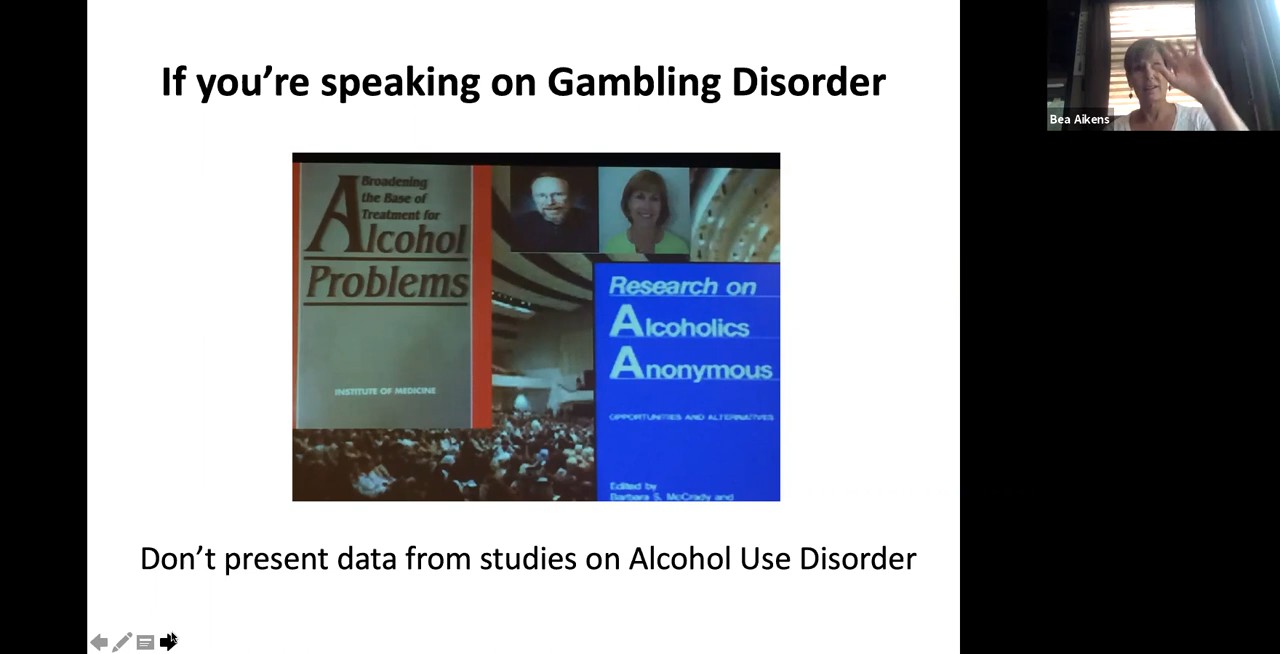 If you’re speaking on Gambling Disorder
Broadening
the Base of
Treatment for
Alcohol
Problems
INSTITUTE OF MEDICINE
Research on
Alcoholics
Anonymous
OPPORTUNITIES AND ALTERNATIVES
Edited by
Barbara S. McCrady and
Don’t present data from studies on Alcohol Use Disorder
Bea Aikens